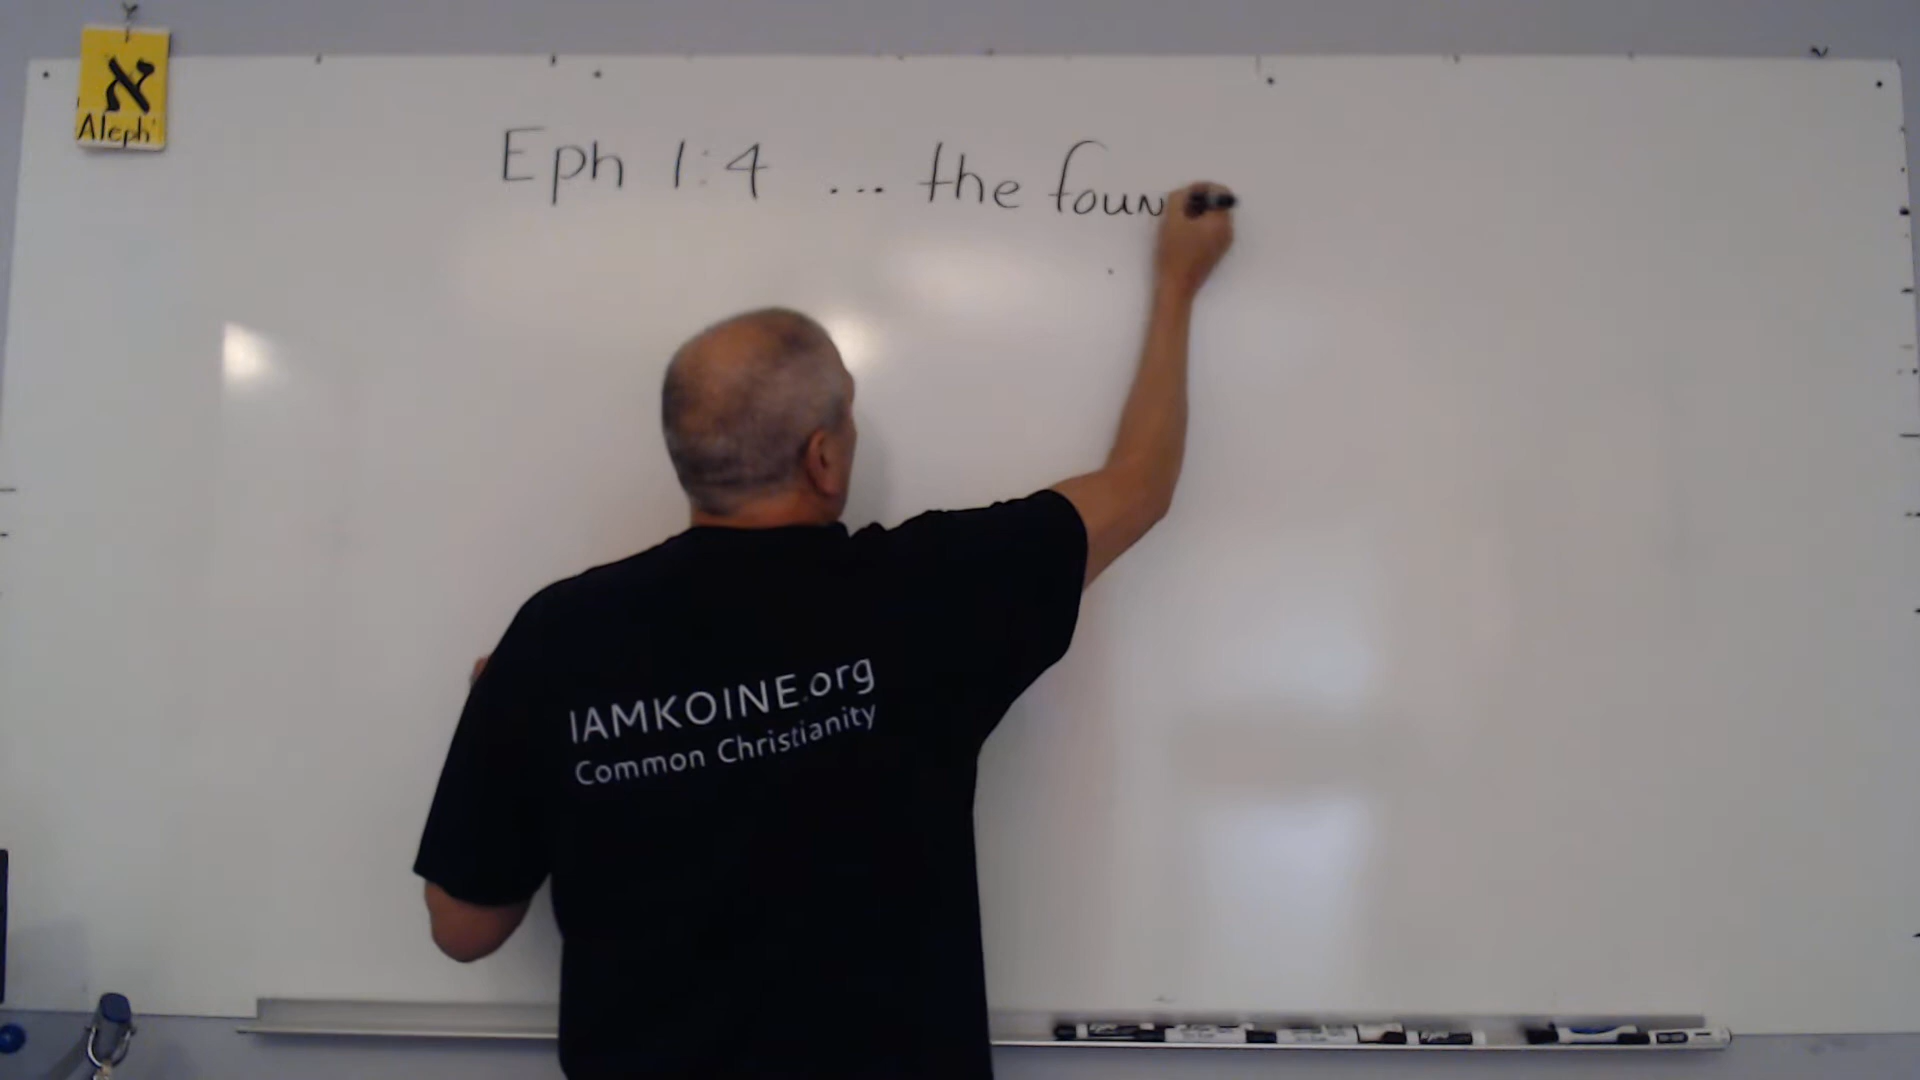 א
Aleph
Eph 1:4 ... the foun
IAMKOINE.org
Common Christianity